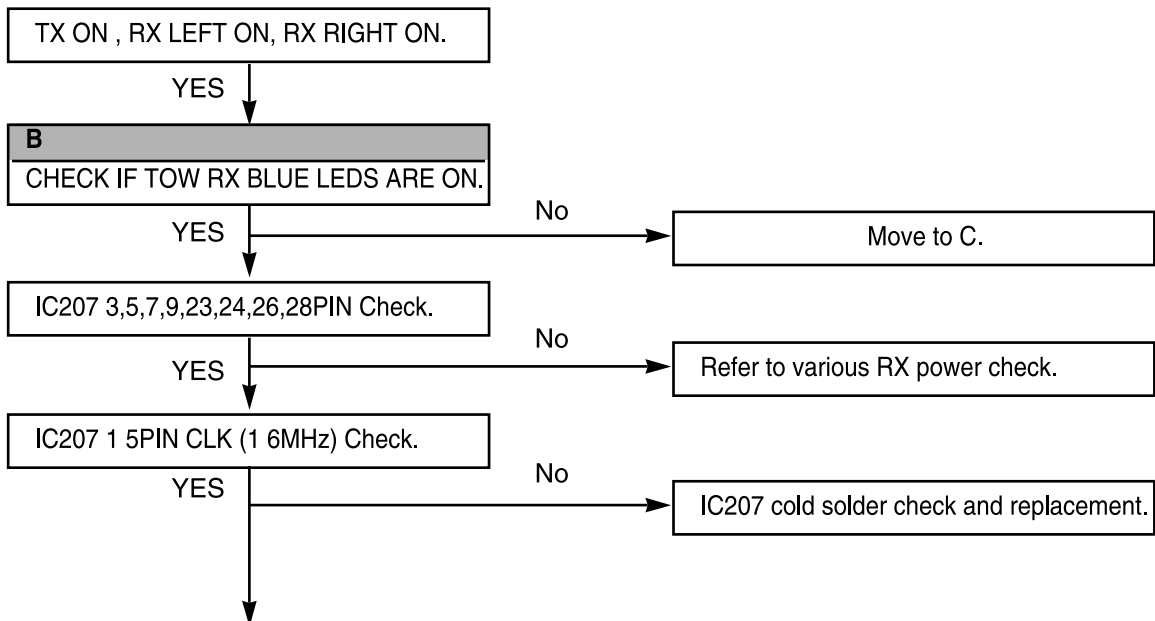 TX ON , RX LEFT ON, RX RIGHT ON.
YES
B
CHECK IF TOW RX BLUE LEDS ARE ON.
YES
No
Move to C.
IC207 3,5,7,9,23,24,26,28PIN Check.
YES
No
Refer to various RX power check.
IC207 1 5PIN CLK (1 6MHz) Check.
YES
No
IC207 cold solder check and replacement.